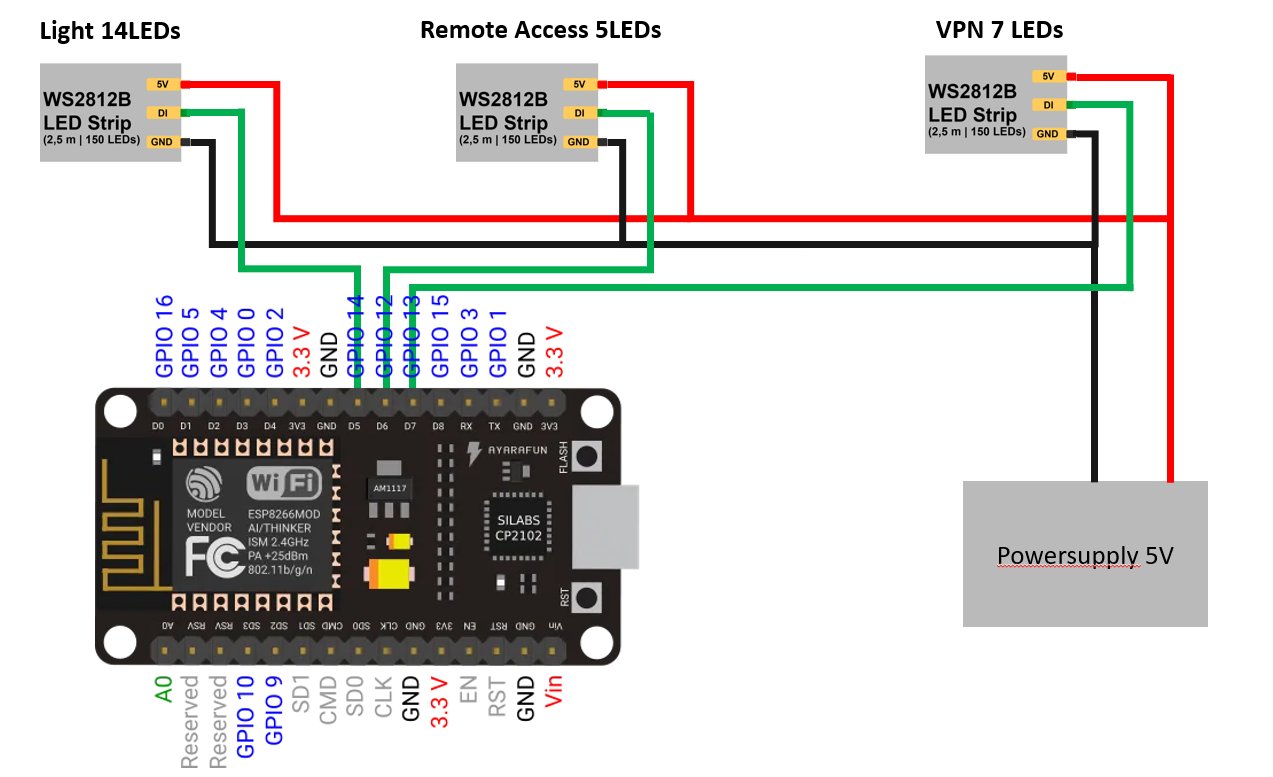 Light 14LEDs
Remote Access 5LEDs
VPN 7 LEDs
WS2812B
LED Strip
(2,5 m | 150 LEDs)
5V
DI
GND
WS2812B
LED Strip
(2,5 m | 150 LEDs)
5V
DI
GND
WS2812B
LED Strip
(2,5 m | 150 LEDs)
5V
DI
GND
GPIO 16
GPIO 5
GPIO 4
GPIO 0
GPIO 2
3.3 V
GND
GPIO 14
GPIO 12
GPIO 13
GPIO 15
GPIO 3
GPIO 1
GND
3.3 V
D0
D1
D2
D3
D4
3V3
GND
D5
D6
D7
D8
RX
TX
GND
3V3
AYARAFUN
FLASH
WiFi
MODEL
VENDOR
ESP8266MOD
AI/THINKER
ISM 2.4GHz
PA +25dBm
802.11b/g/n
FC
AM1117
SILABS
CP2102
RST
A0
RSV
RSV
SD3
SD2
SD1
CMD
SD0
CLK
GND
3V3
EN
RST
GND
Vin
A0
Reserved
Reserved
GPIO 10
GPIO 9
SD1
CMD
SD0
CLK
GND
3.3 V
EN
RST
GND
Vin
Powersupply 5V